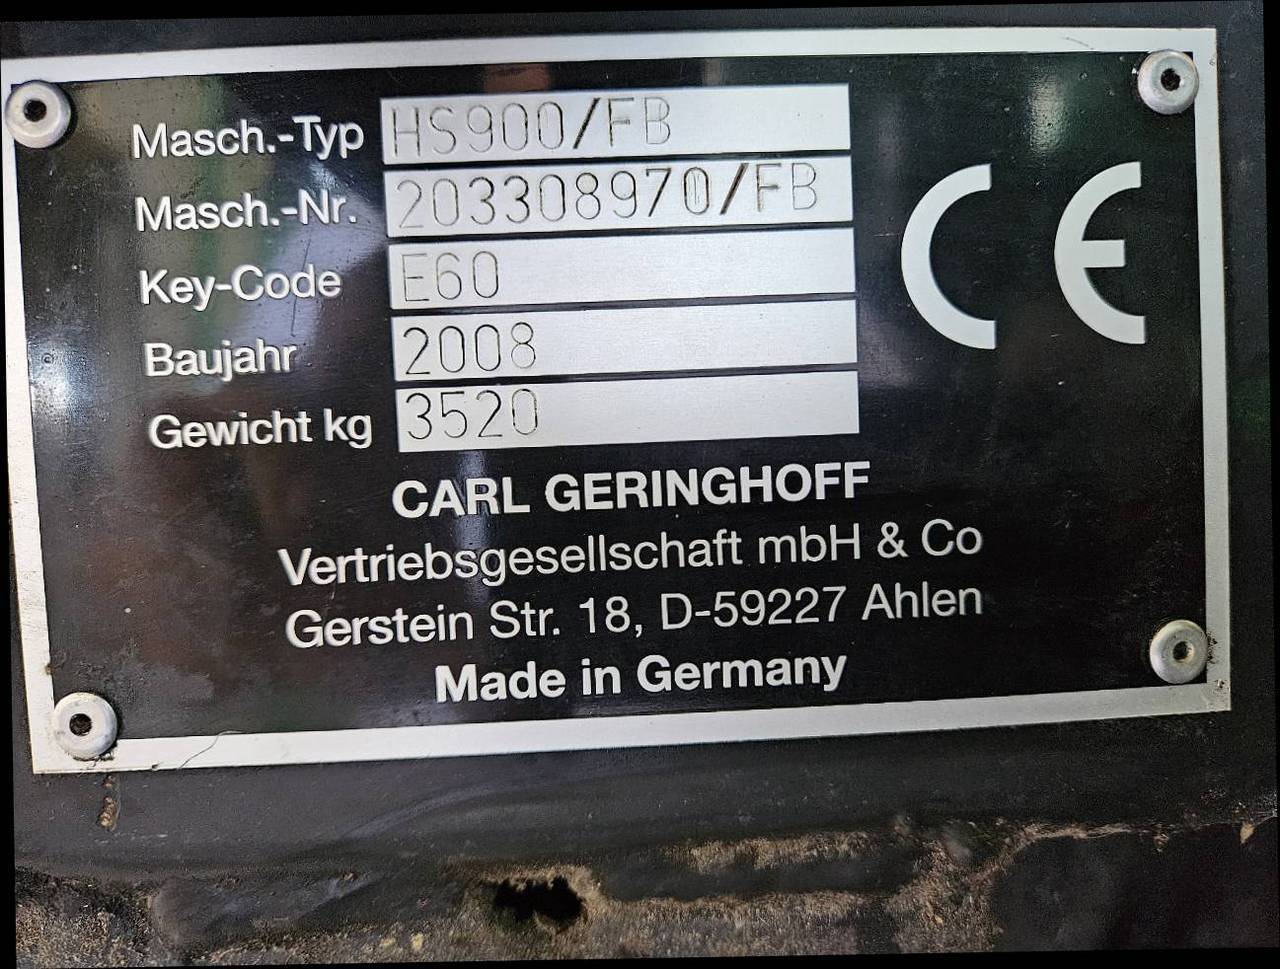 Masch.-Typ HS900/FB
Masch.-Nr. 203308970/FB
Key-Code E60
Baujahr 2008
Gewicht kg 3520
CE
CARL GERINGHOFF
Vertriebsgesellschaft mbH & Co
Gerstein Str. 18, D-59227 Ahlen
Made in Germany